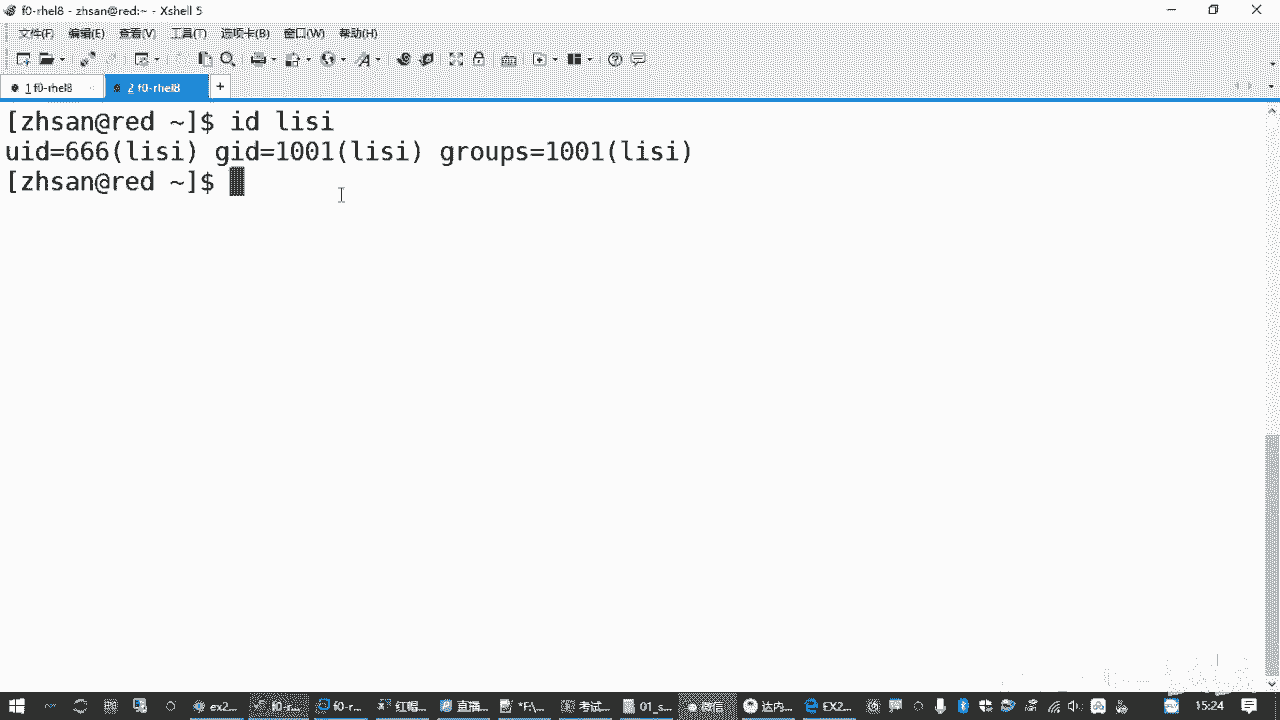 f0-rhel8 - zhsan@red:~ - Xshell 5
文件(F) 编辑(E) 查看(V) 工具(T) 选项卡(B) 窗口(W) 帮助(H)
1 f0-rhel8 2 f0-rhel8 +
[zhsan@red ~]$ id lisi
uid=666(lisi) gid=1001(lisi) groups=1001(lisi)
[zhsan@red ~]$
ex2... f0-r... f0-r... 红帽... 直播... *F:\... 考试... 01_s... 微信 达内... EX2... 15:24